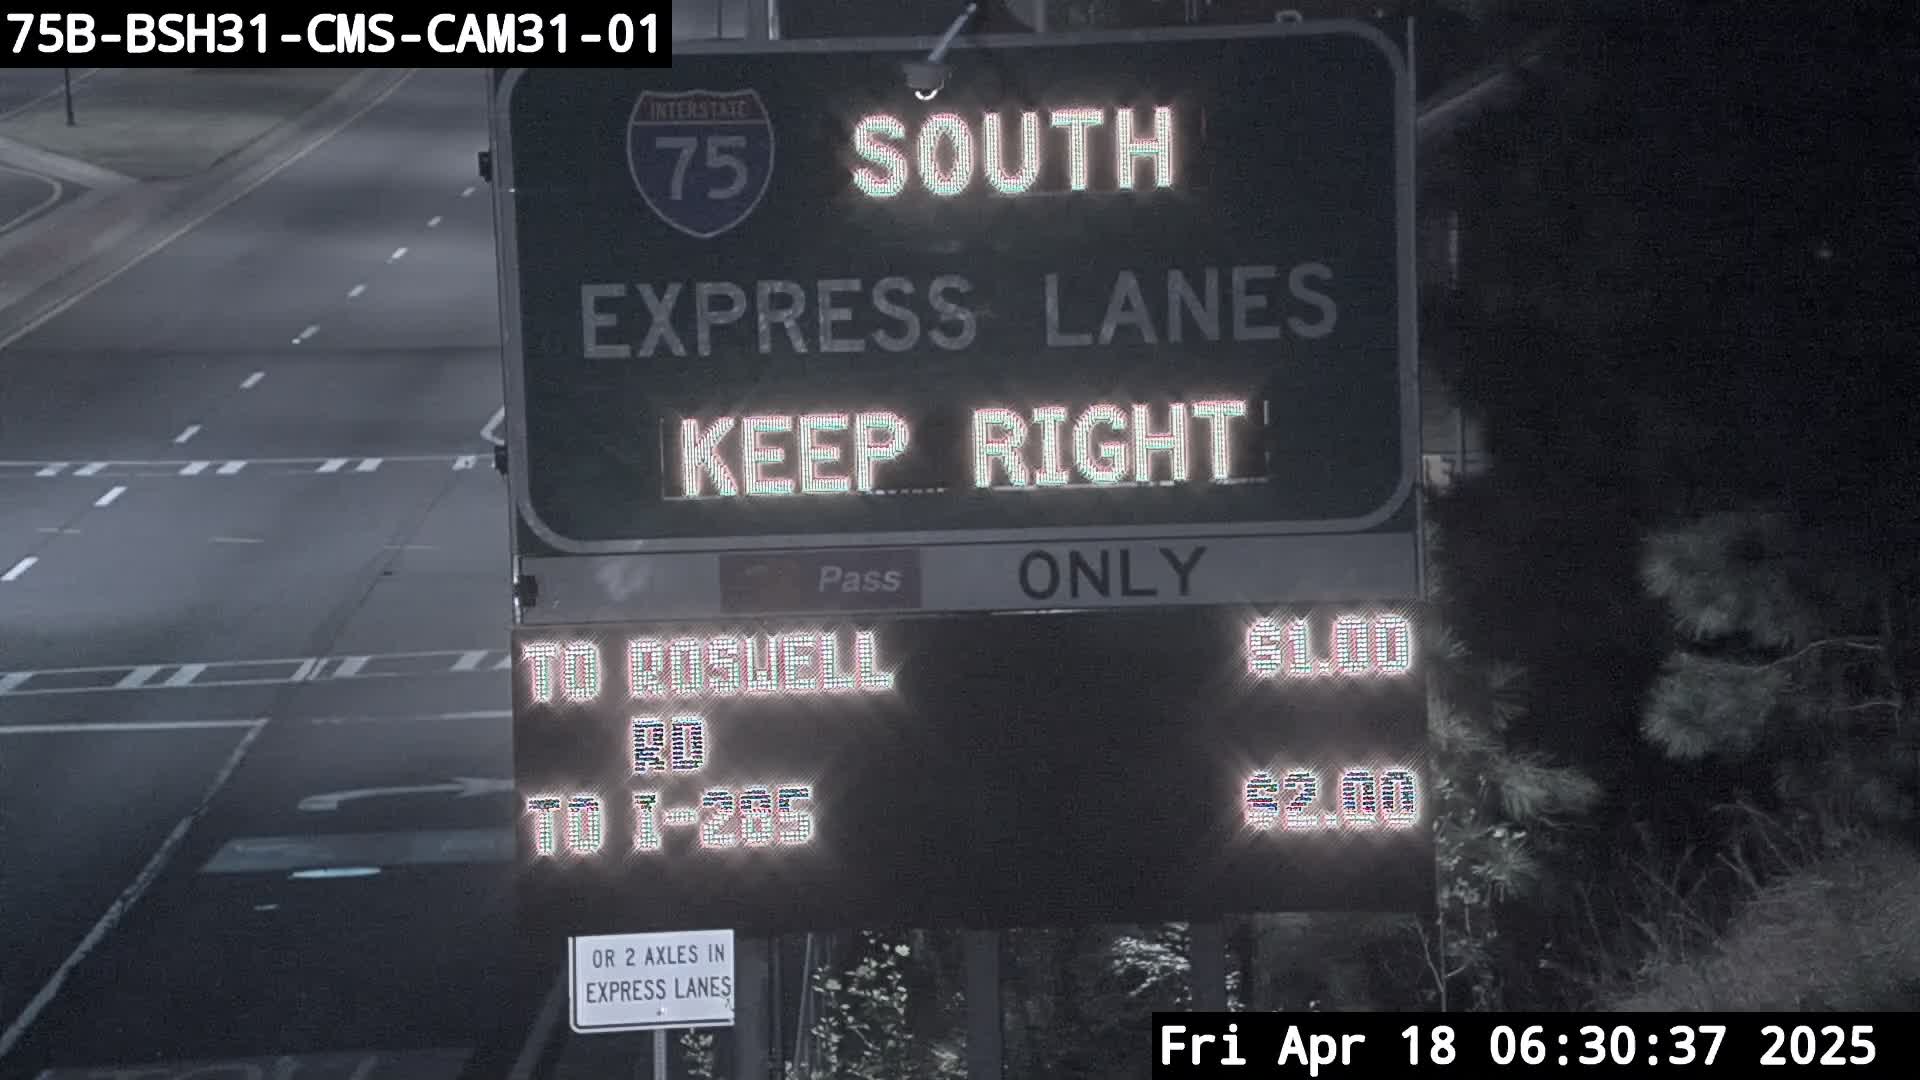 75B-BSH31-CMS-CAM31-01
INTERSTATE
75
SOUTH
EXPRESS LANES
KEEP RIGHT
Pass ONLY
TO ROSWELL $1.00
RD
TO I-285 $2.00
OR 2 AXLES IN
EXPRESS LANES
Fri Apr 18 06:30:37 2025